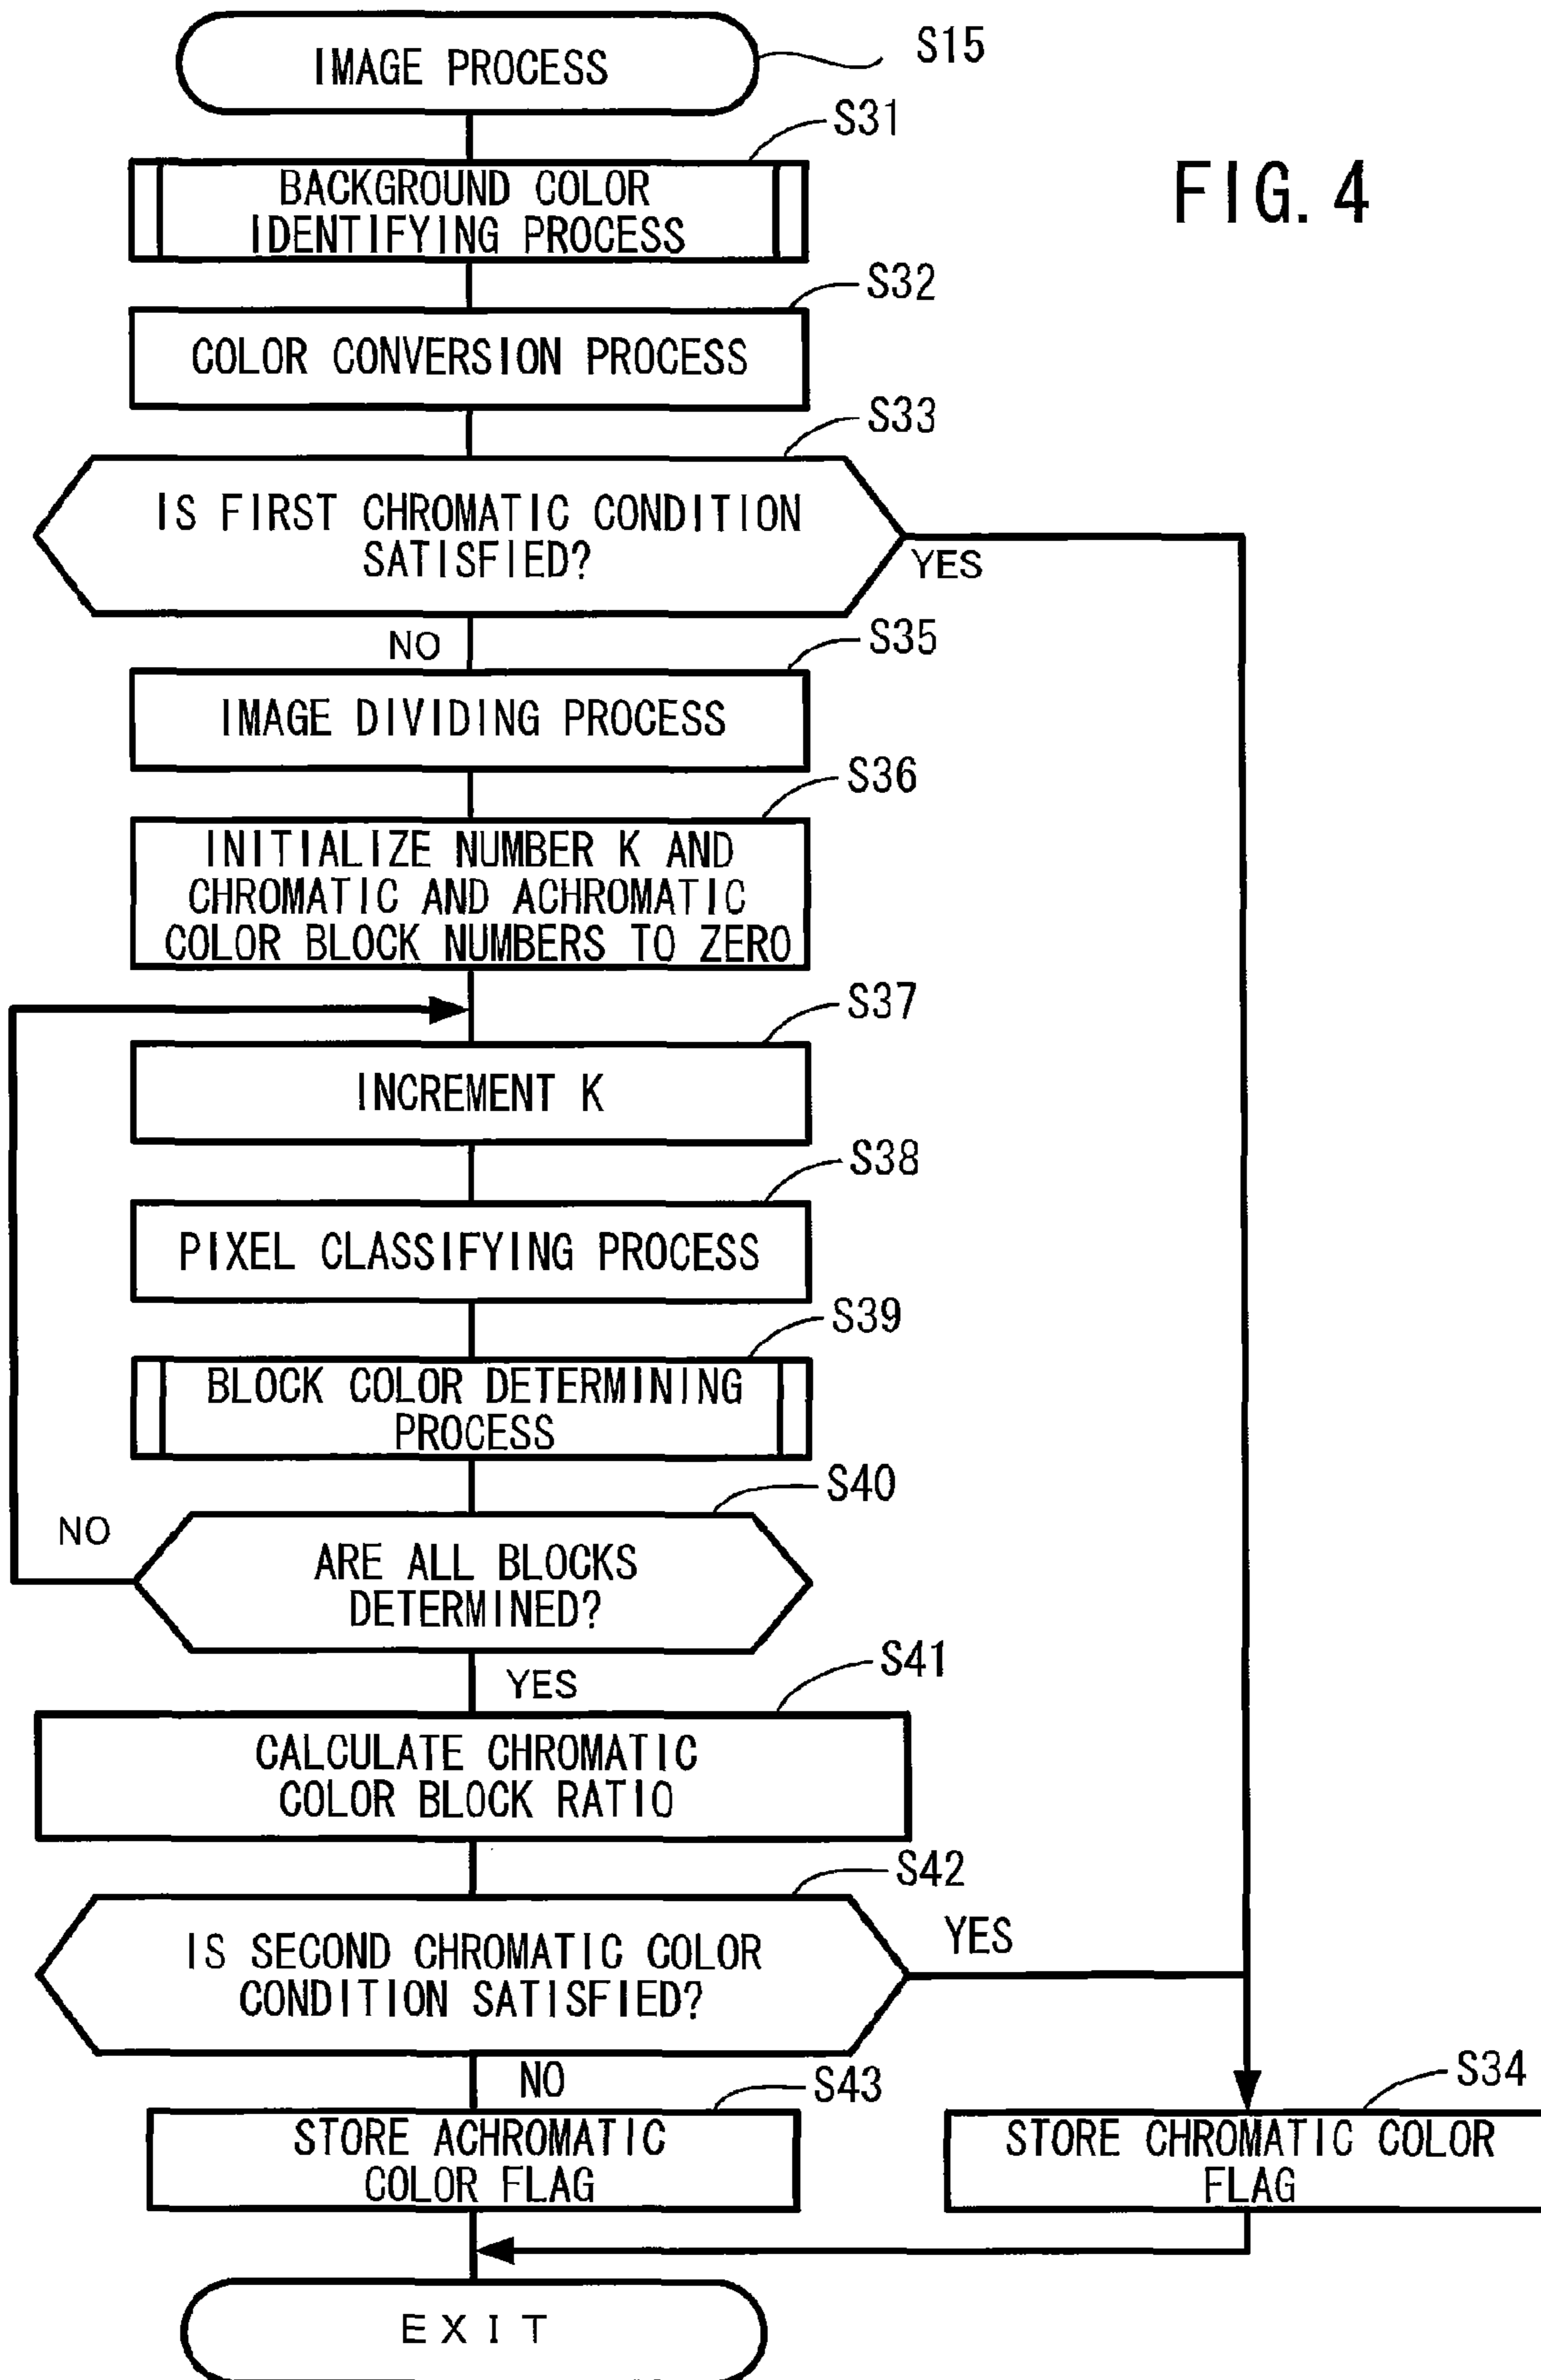 IMAGE PROCESS
S15
S31
FIG. 4
BACKGROUND COLOR
IDENTIFYING PROCESS
S32
COLOR CONVERSION PROCESS
S33
IS FIRST CHROMATIC CONDITION
SATISFIED?
YES
NO
S35
IMAGE DIVIDING PROCESS
S36
INITIALIZE NUMBER K AND
CHROMATIC AND ACHROMATIC
COLOR BLOCK NUMBERS TO ZERO
S37
INCREMENT K
S38
PIXEL CLASSIFYING PROCESS
S39
BLOCK COLOR DETERMINING
PROCESS
S40
NO
ARE ALL BLOCKS
DETERMINED?
S41
YES
CALCULATE CHROMATIC
COLOR BLOCK RATIO
S42
YES
IS SECOND CHROMATIC COLOR
CONDITION SATISFIED?
NO
S43
S34
STORE ACHROMATIC
COLOR FLAG
STORE CHROMATIC COLOR
FLAG
EXIT